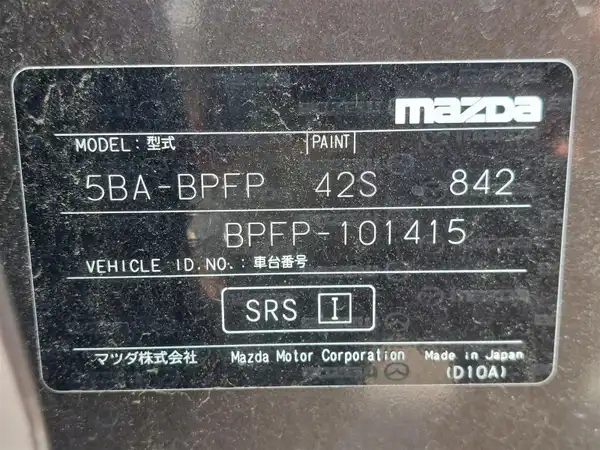 mazda
MODEL: 型式 PAINT
5BA-BPFP 42S 842
BPFP-101415
VEHICLE ID.NO.: 車台番号
SRS I
マツダ株式会社 Mazda Motor Corporation Made in Japan
(D10A)